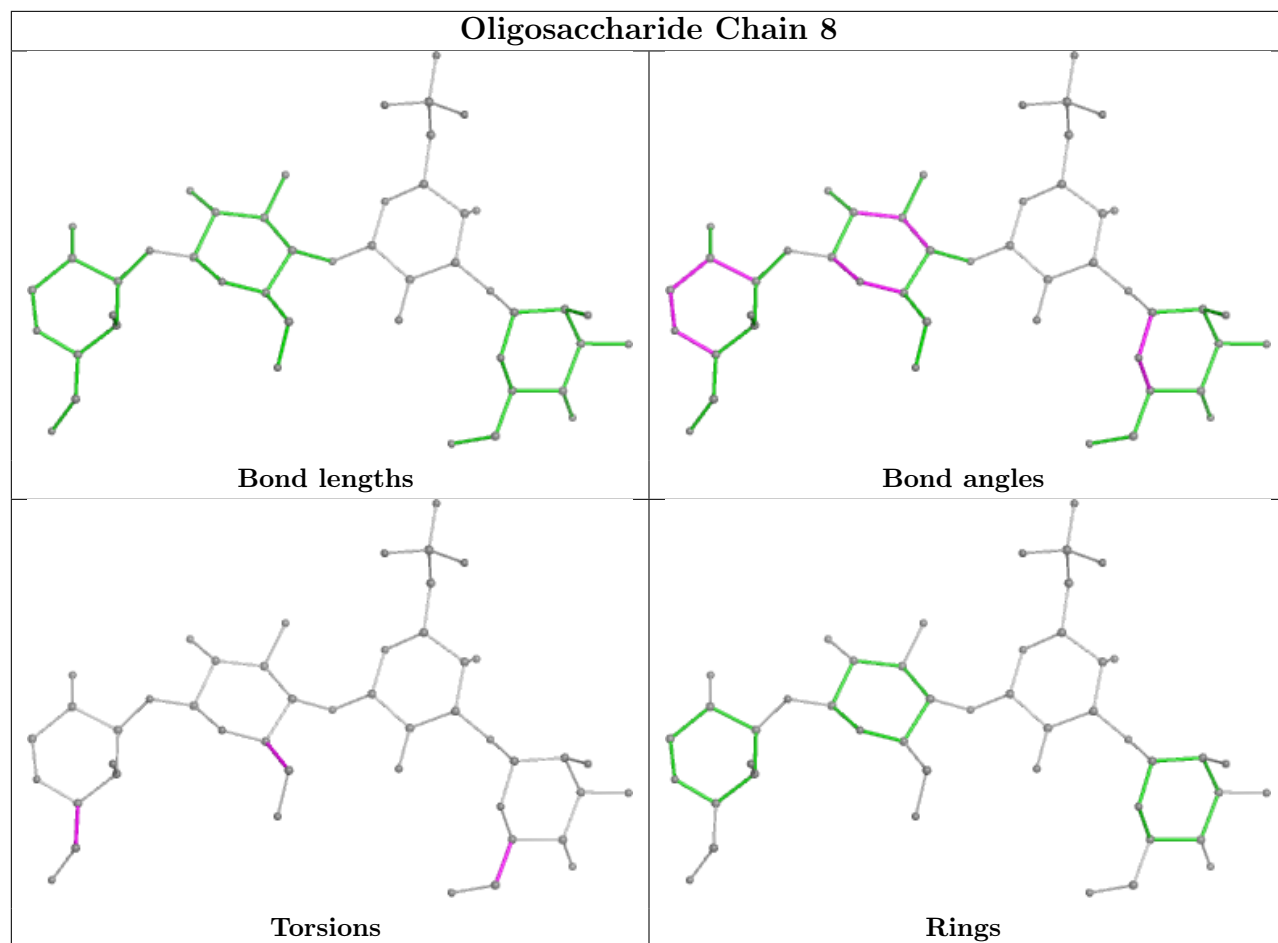 Oligosaccharide Chain 8
Bond lengths
Bond angles
Torsions
Rings